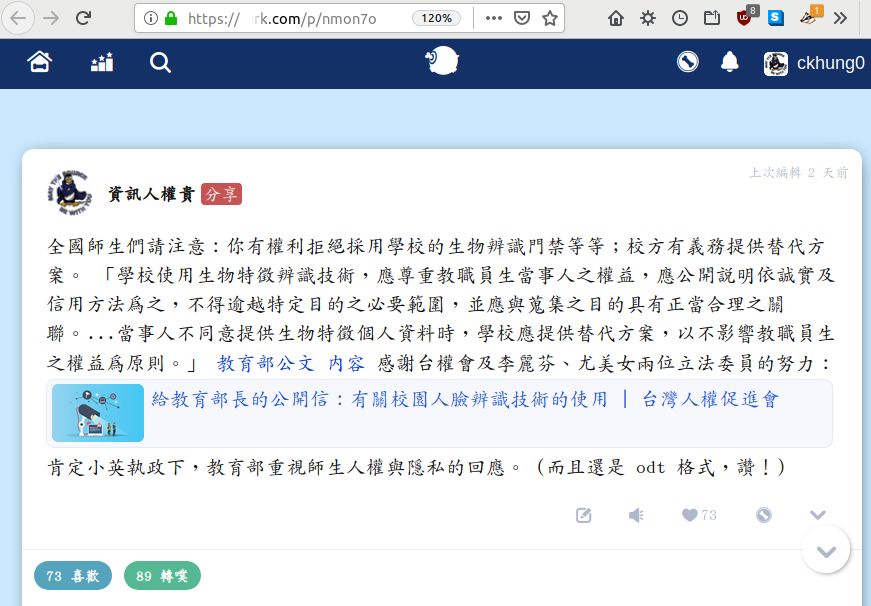 https:// rk.com/p/nmon7o 120%
8 S 1
ckhung0
上次編輯 2 天前
MAY THE SOURCE BE WITH YOU
資訊人權貴 分享
全國師生們請注意：你有權利拒絕採用學校的生物辨識門禁等等；校方有義務提供替代方
案。 「學校使用生物特徵辨識技術，應尊重教職員生當事人之權益，應公開説明依誠實及
信用方法爲之，不得逾越特定目的之必要範圍，並應與蒐集之目的具有正當合理之關
聯。...當事人不同意提供生物特徵個人資料時，學校應提供替代方案，以不影響教職員生
之權益爲原則。」 教育部公文 內容 感謝台權會及李麗芬、尤美女兩位立法委員的努力：
給教育部長的公開信：有關校園人臉辨識技術的使用 | 台灣人權促進會
肯定小英執政下，教育部重視師生人權與隱私的回應。（而且還是 odt 格式，讚！）
73
73 喜歡 89 轉噗